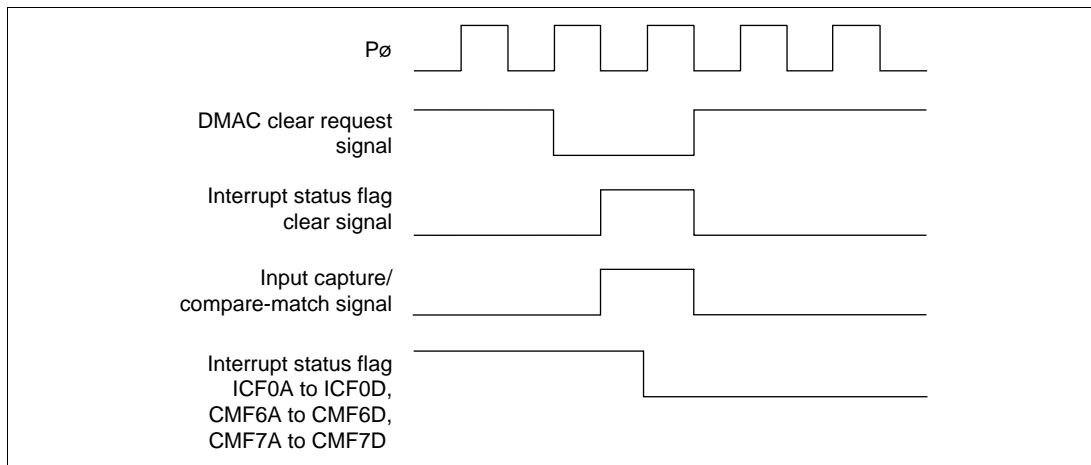 Pø
DMAC clear request
signal
Interrupt status flag
clear signal
Input capture/
compare-match signal
Interrupt status flag
ICF0A to ICF0D,
CMF6A to CMF6D,
CMF7A to CMF7D